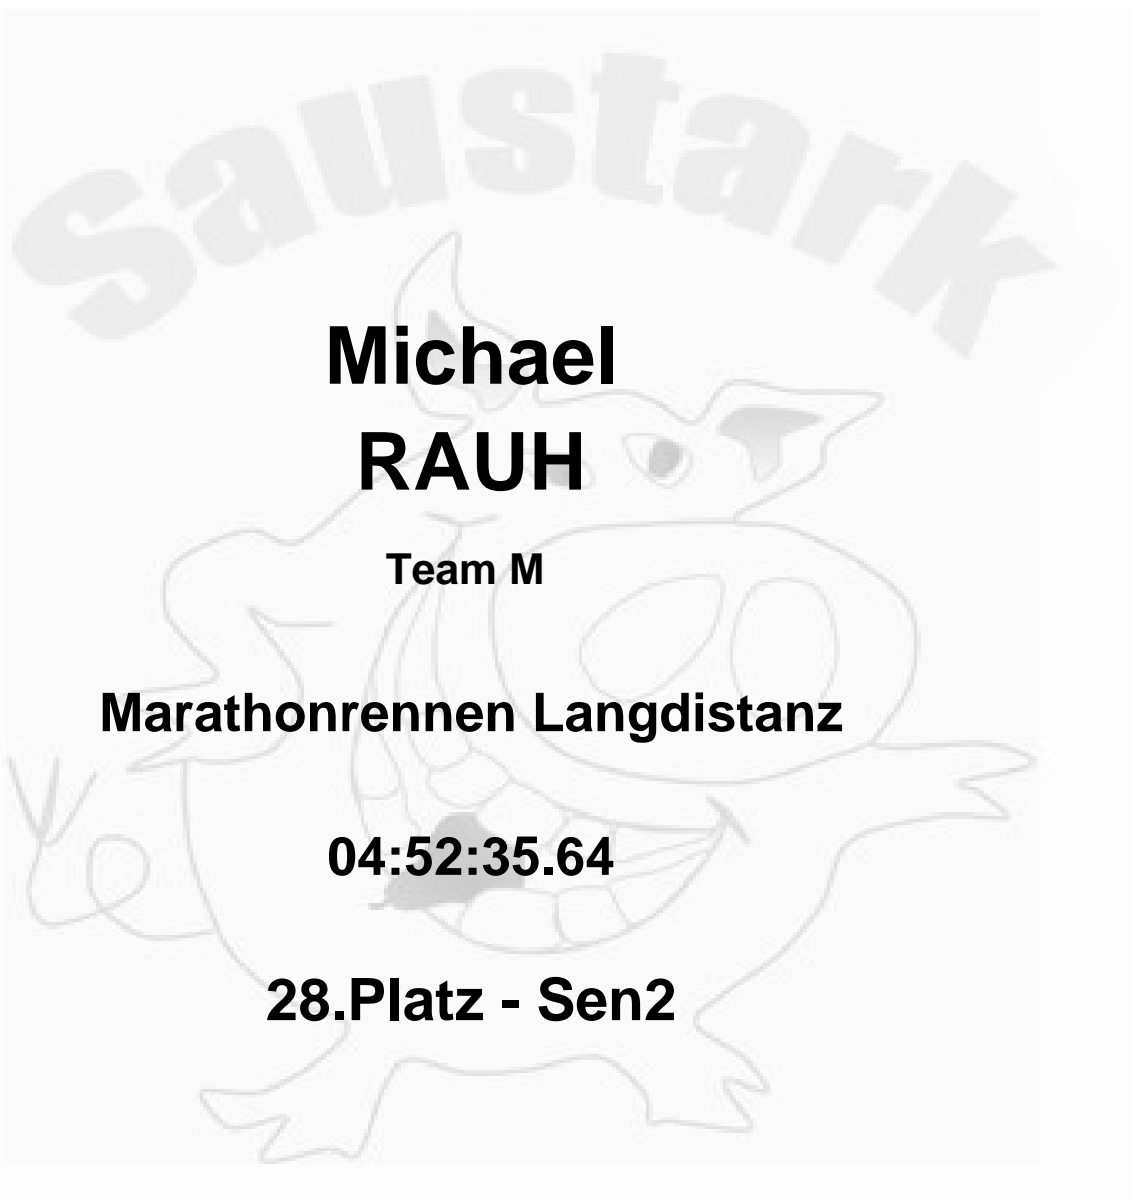 Saustark
Michael
RAUH
Team M
Marathonrennen Langdistanz
04:52:35.64
28.Platz - Sen2